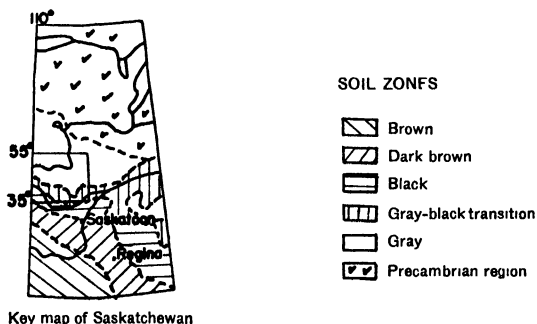 110°
55°
35°
Saskatoon
Regina
Key map of Saskatchewan
SOIL ZONFS
Brown
Dark brown
Black
Gray-black transition
Gray
Precambrian region